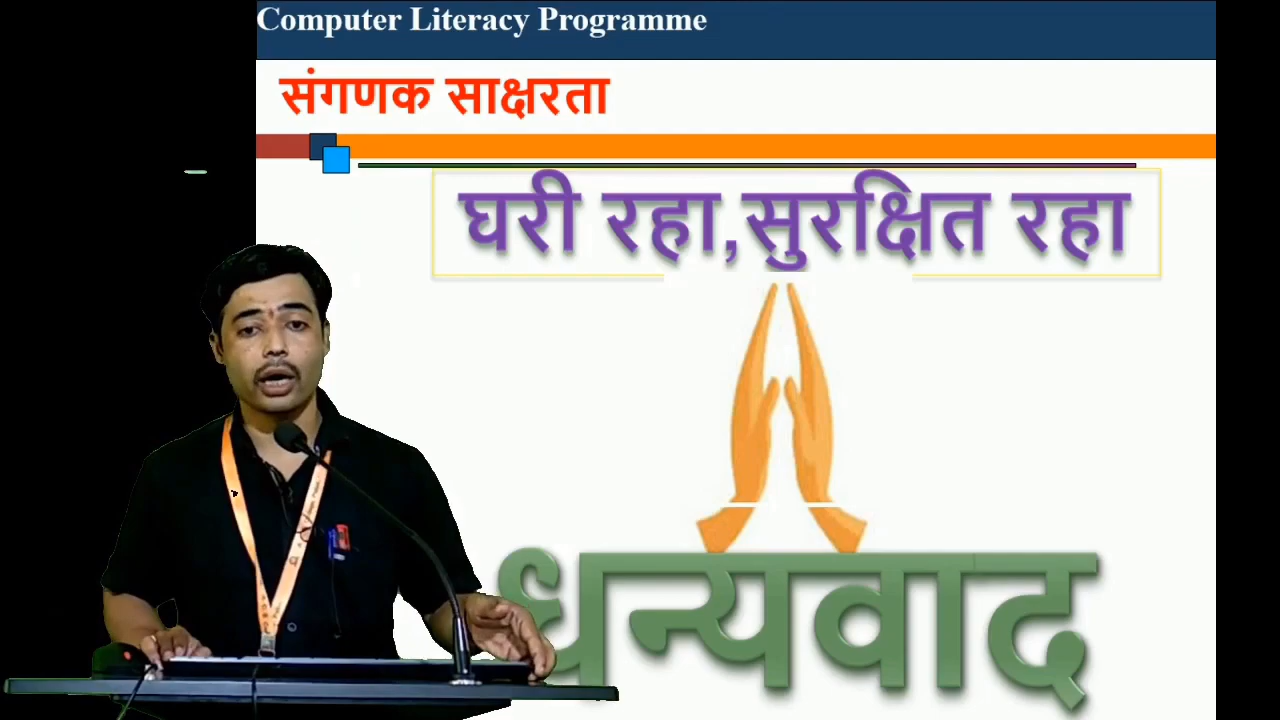 Computer Literacy Programme
संगणक साक्षरता
घरी रहा,सुरक्षित रहा
धन्यवाद